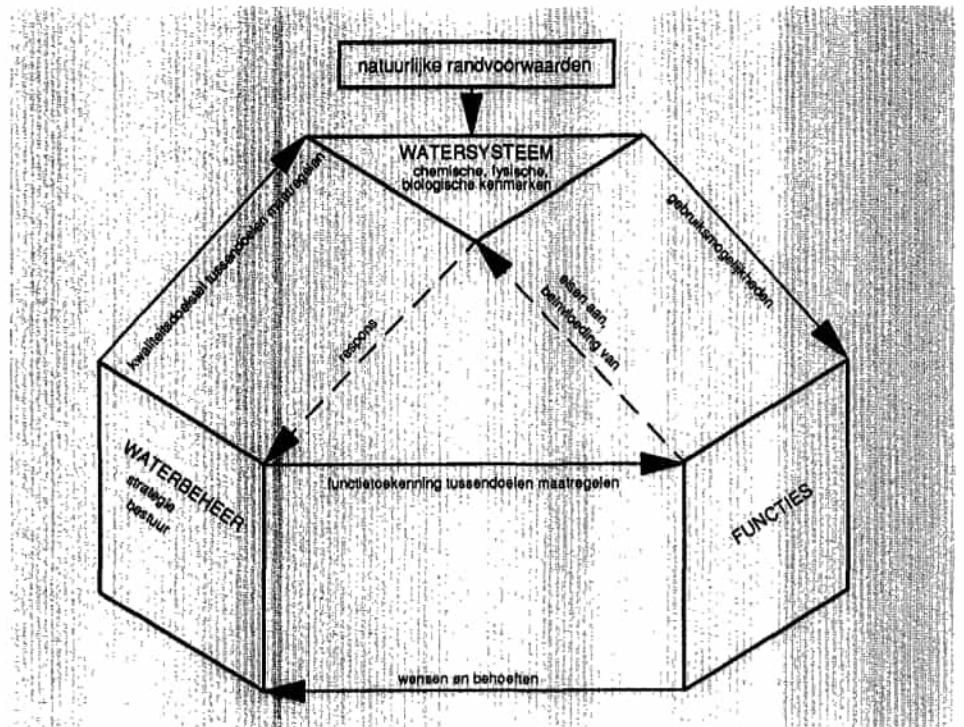 natuurlijke randvoorwaarden
WATERSYSTEEM
chemische, fysische,
biologische kenmerken
kwaliteitsdoelstel tussendoelen maatregelen
gebruiksmogelijkheden
respons
eisen aan,
beïnvloeding van
WATERBEHEER
strategie
bestuur
functietoekenning tussendoelen maatregelen
FUNCTIES
wensen en behoeften